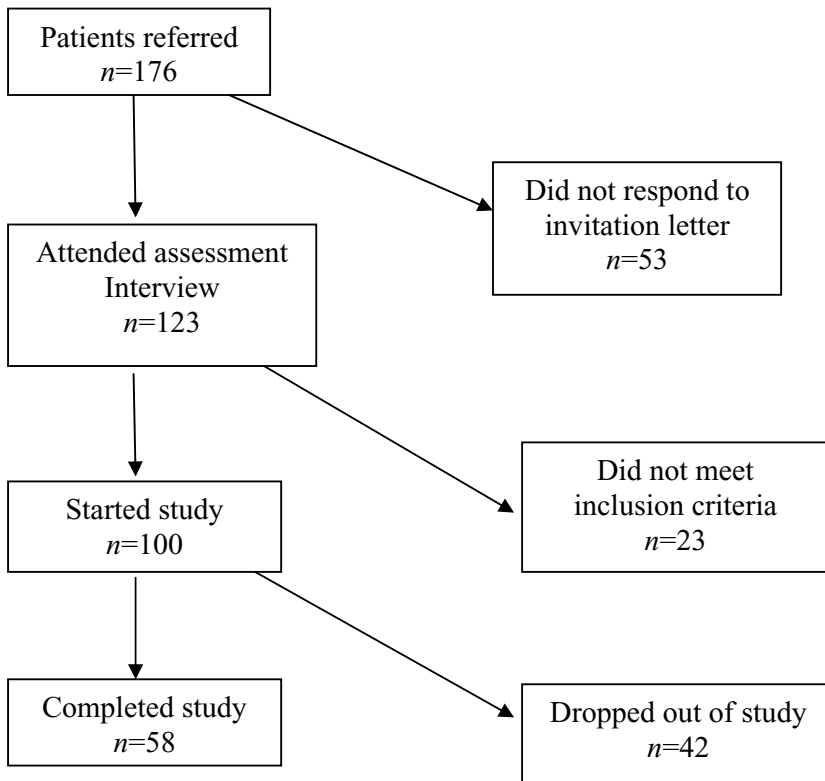 Patients referred
n=176
Did not respond to
invitation letter
n=53
Attended assessment
Interview
n=123
Did not meet
inclusion criteria
n=23
Started study
n=100
Completed study
n=58
Dropped out of study
n=42